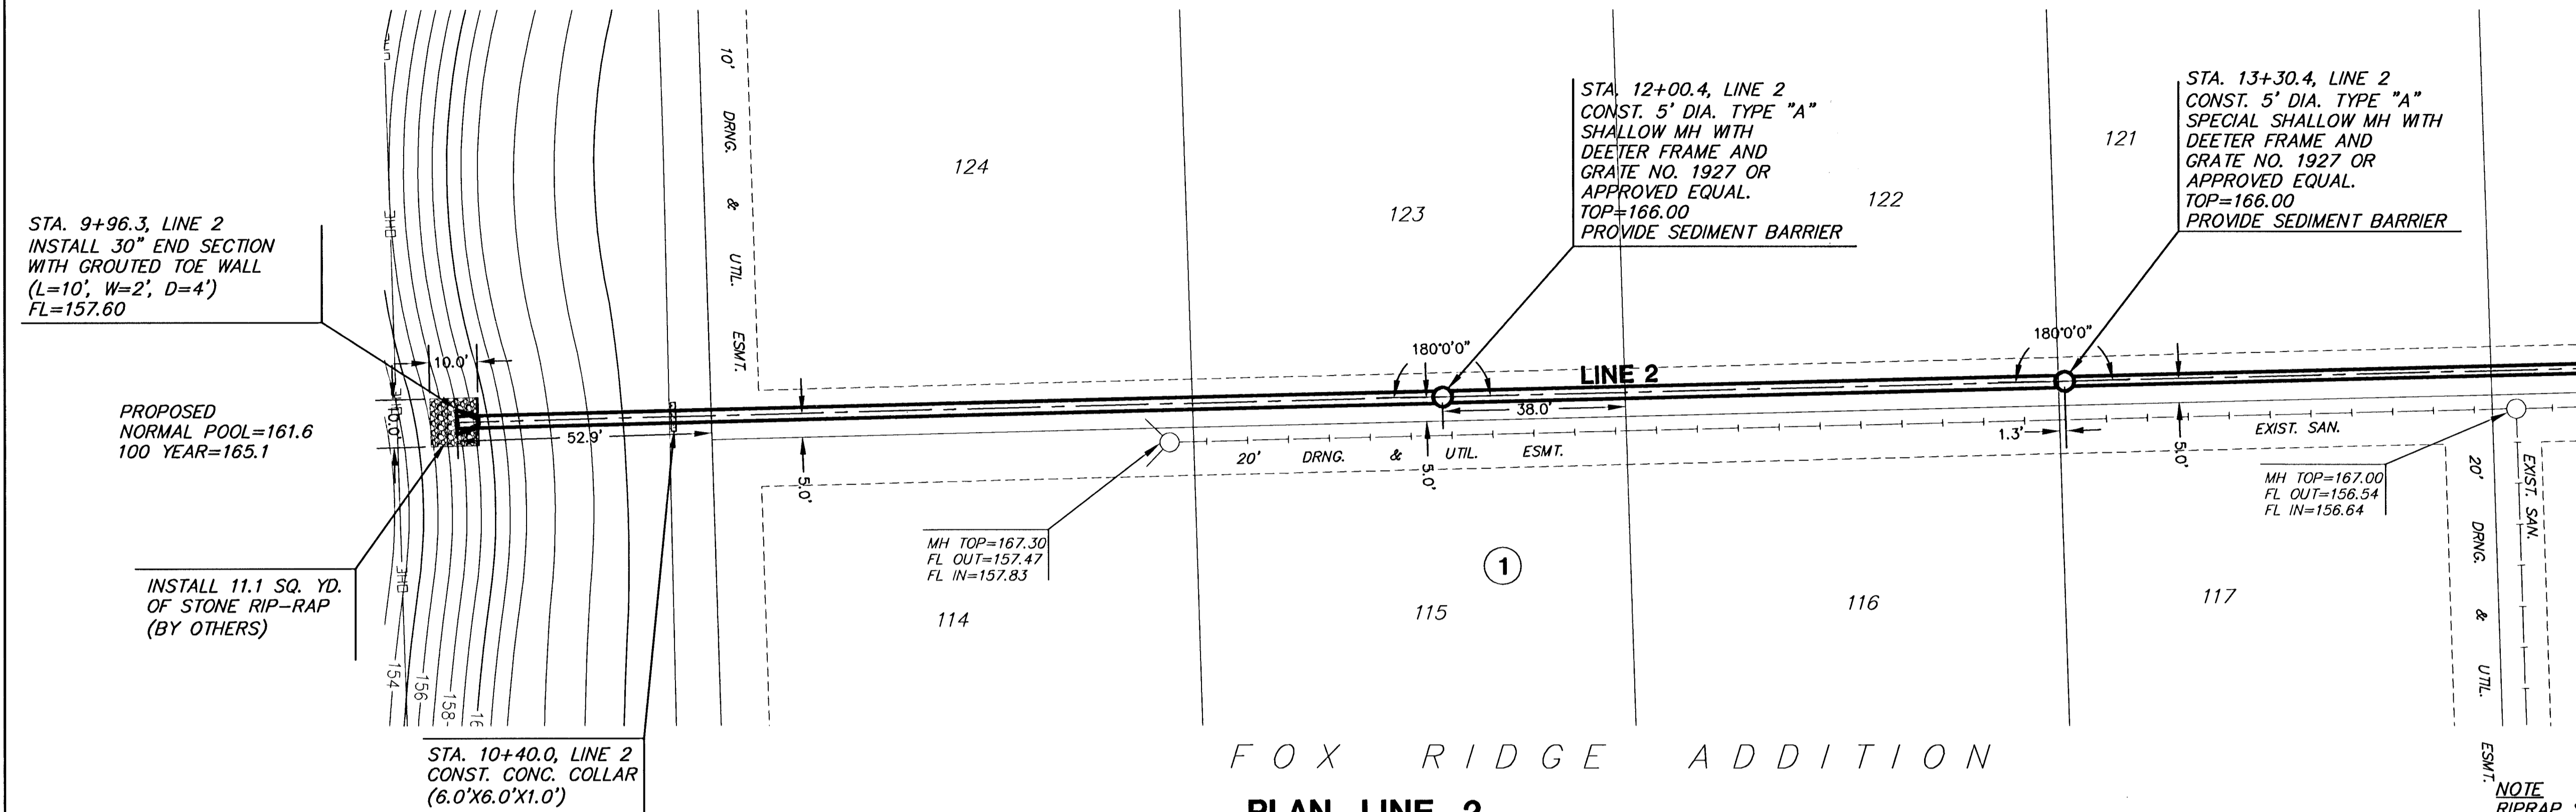 STA. 9+96.3, LINE 2
INSTALL 30" END SECTION
WITH GROUTED TOE WALL
(L=10', W=2', D=4')
FL=157.60
PROPOSED
NORMAL POOL=161.6
100 YEAR=165.1
INSTALL 11.1 SQ. YD.
OF STONE RIP-RAP
(BY OTHERS)
STA. 10+40.0, LINE 2
CONST. CONC. COLLAR
(6.0'X6.0'X1.0')
OHE
OHE
OHE
10.0'
10.0'
52.9'
154
156
158
10' DRNG. & UTIL. ESMT.
124
123
122
121
STA. 12+00.4, LINE 2
CONST. 5' DIA. TYPE "A"
SHALLOW MH WITH
DEETER FRAME AND
GRATE NO. 1927 OR
APPROVED EQUAL.
TOP=166.00
PROVIDE SEDIMENT BARRIER
STA. 13+30.4, LINE 2
CONST. 5' DIA. TYPE "A"
SPECIAL SHALLOW MH WITH
DEETER FRAME AND
GRATE NO. 1927 OR
APPROVED EQUAL.
TOP=166.00
PROVIDE SEDIMENT BARRIER
180°0'0"
LINE 2
180°0'0"
38.0'
1.3'
5.0'
5.0'
5.0'
20' DRNG. & UTIL. ESMT.
EXIST. SAN.
MH TOP=167.30
FL OUT=157.47
FL IN=157.83
MH TOP=167.00
FL OUT=156.54
FL IN=156.64
20' DRNG. & UTIL. ESMT.
EXIST. SAN.
1
114
115
116
117
FOX RIDGE ADDITION
PLAN LINE 2
NOTE
RIPRAP